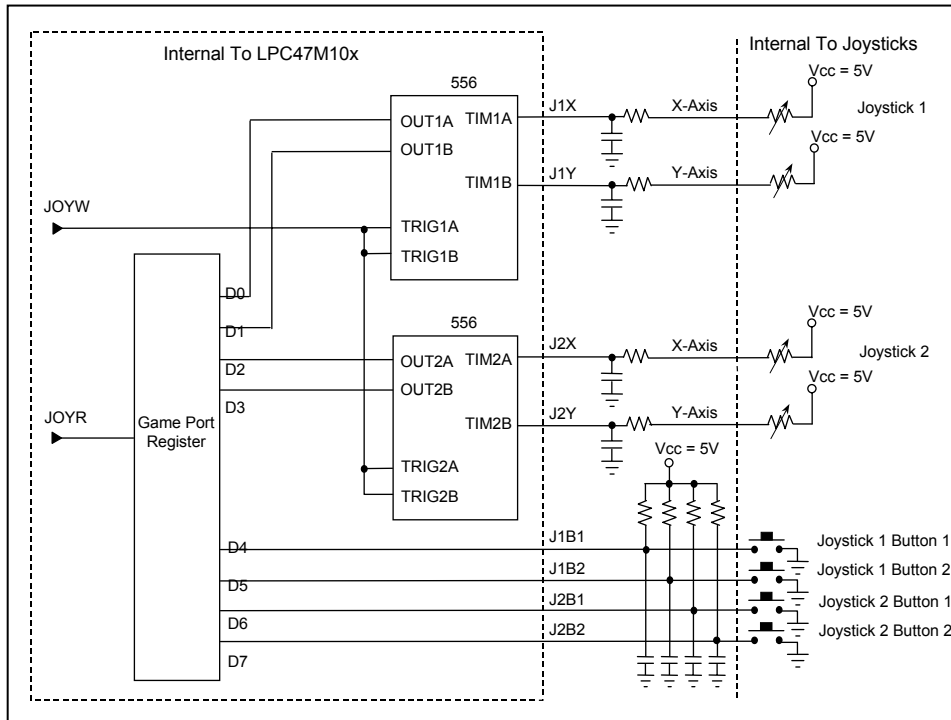 Internal To LPC47M10x
Internal To Joysticks
Vcc = 5V
556
J1X
X-Axis
Joystick 1
OUT1A
TIM1A
OUT1B
Vcc = 5V
TIM1B
J1Y
Y-Axis
JOYW
TRIG1A
TRIG1B
D0
D1
556
Vcc = 5V
J2X
X-Axis
Joystick 2
D2
OUT2A
TIM2A
Vcc = 5V
D3
OUT2B
J2Y
Y-Axis
JOYR
Game Port
Register
TIM2B
Vcc = 5V
TRIG2A
TRIG2B
D4
J1B1
Joystick 1 Button 1
D5
J1B2
Joystick 1 Button 2
D6
J2B1
Joystick 2 Button 1
D7
J2B2
Joystick 2 Button 2